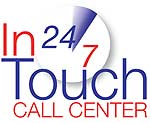 In 24
7
Touch
CALL CENTER